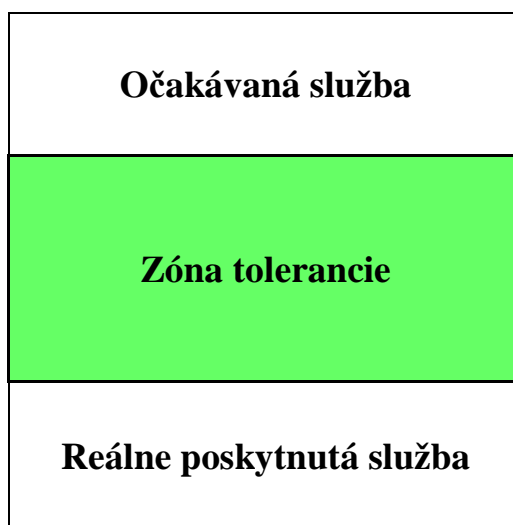 Očakávaná služba
Zóna tolerancie
Reálne poskytnutá služba